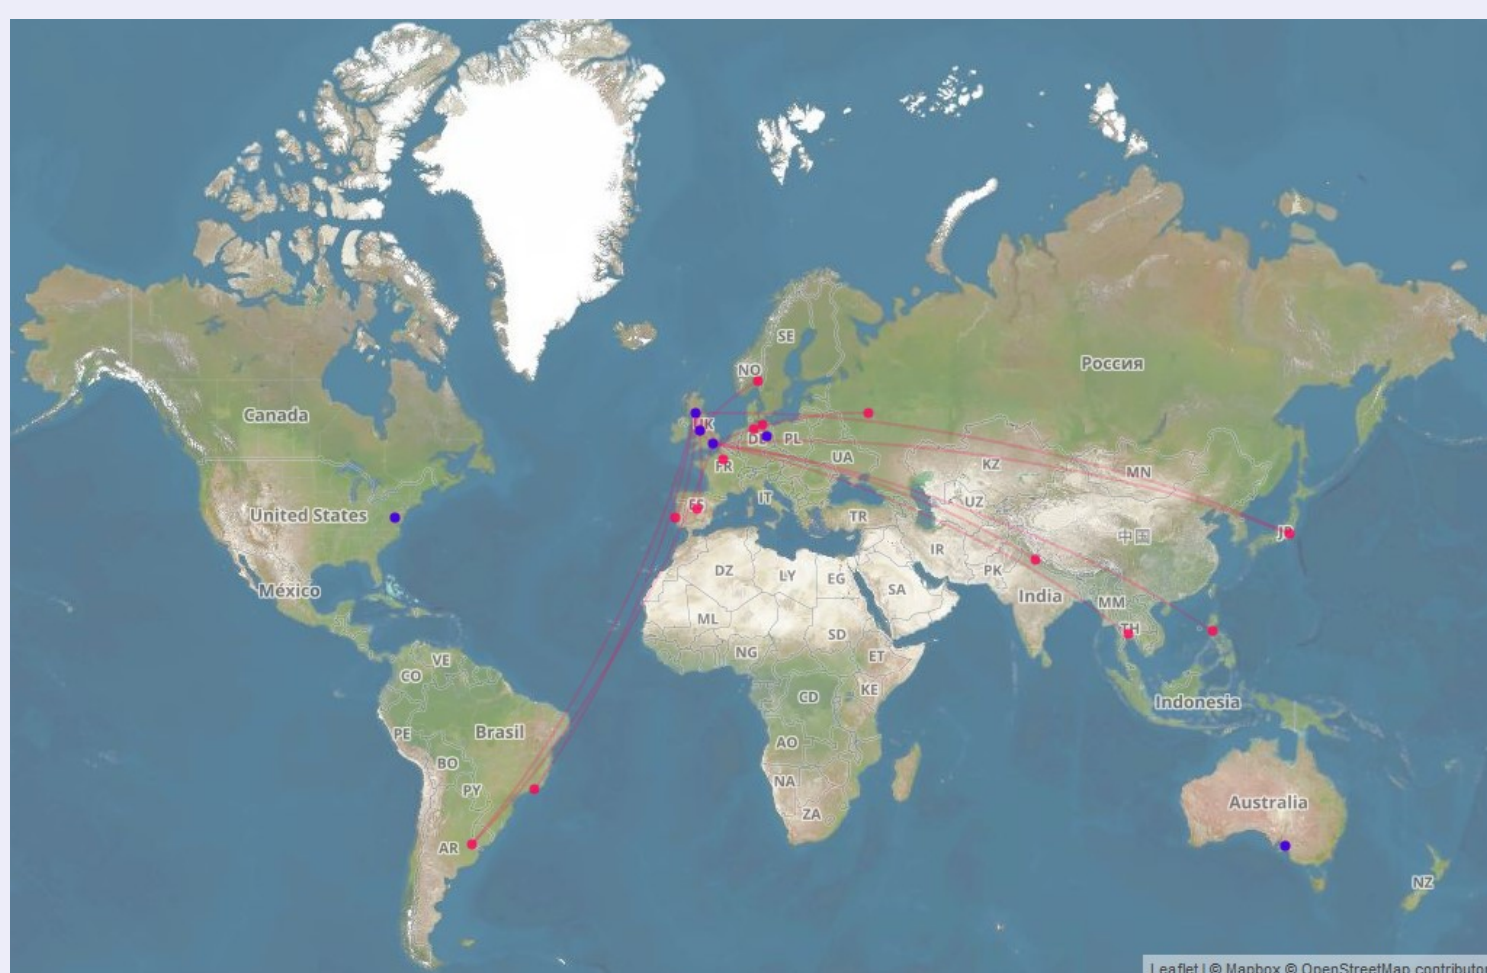 SE
NO
Россия
Canada
UK
DE
PL
UA
KZ
MN
FR
IT
ES
UZ
United States
TR
JP
中国
IR
PK
DZ
LY
EG
SA
India
México
MM
ML
SD
TH
NG
ET
VE
CO
CD
KE
Indonesia
PE
Brasil
AO
BO
NA
PY
Australia
ZA
AR
NZ
Leaflet | © Mapbox © OpenStreetMap contributor